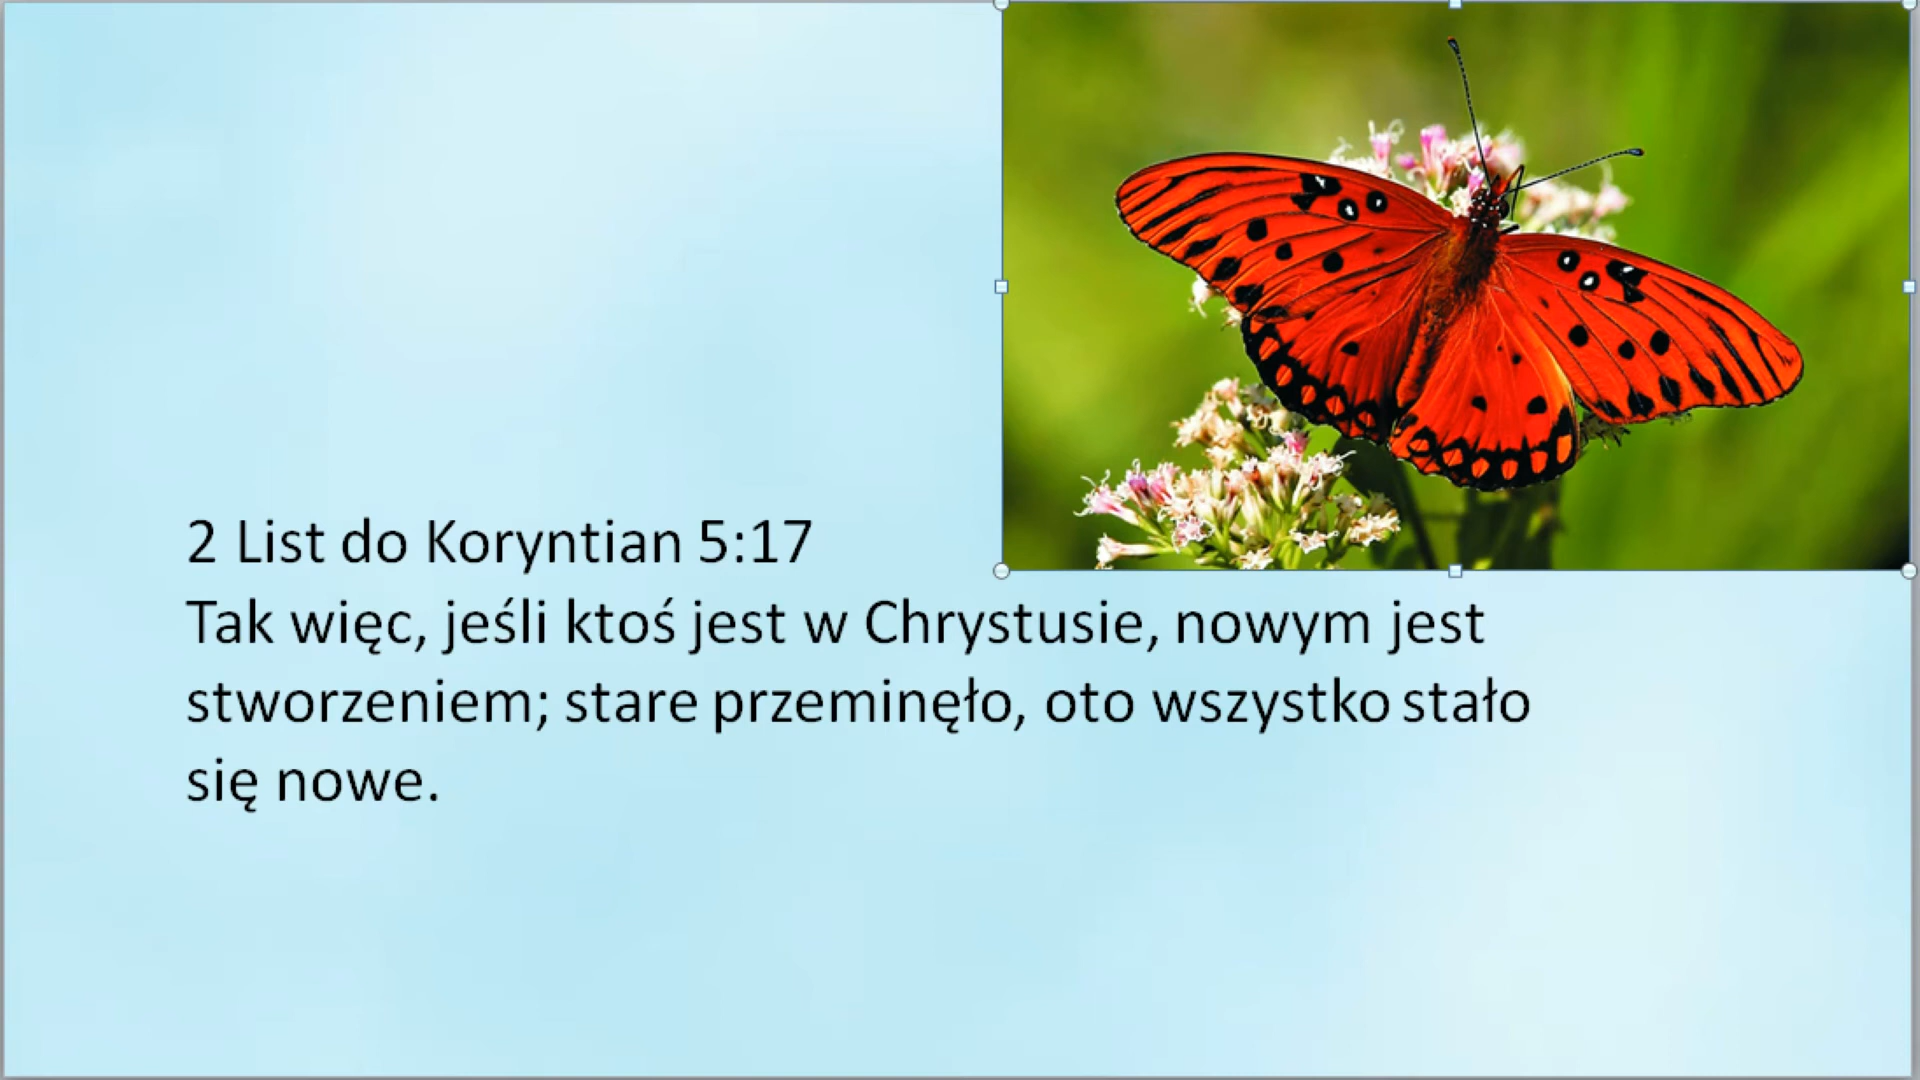 2 List do Koryntian 5:17
Tak więc, jeśli ktoś jest w Chrystusie, nowym jest
stworzeniem; stare przeminęło, oto wszystko stało
się nowe.